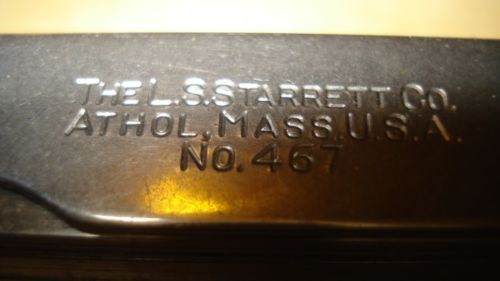 THE L.S.STARRETT CO.
ATHOL, MASS.U.S.A.
NO. 467